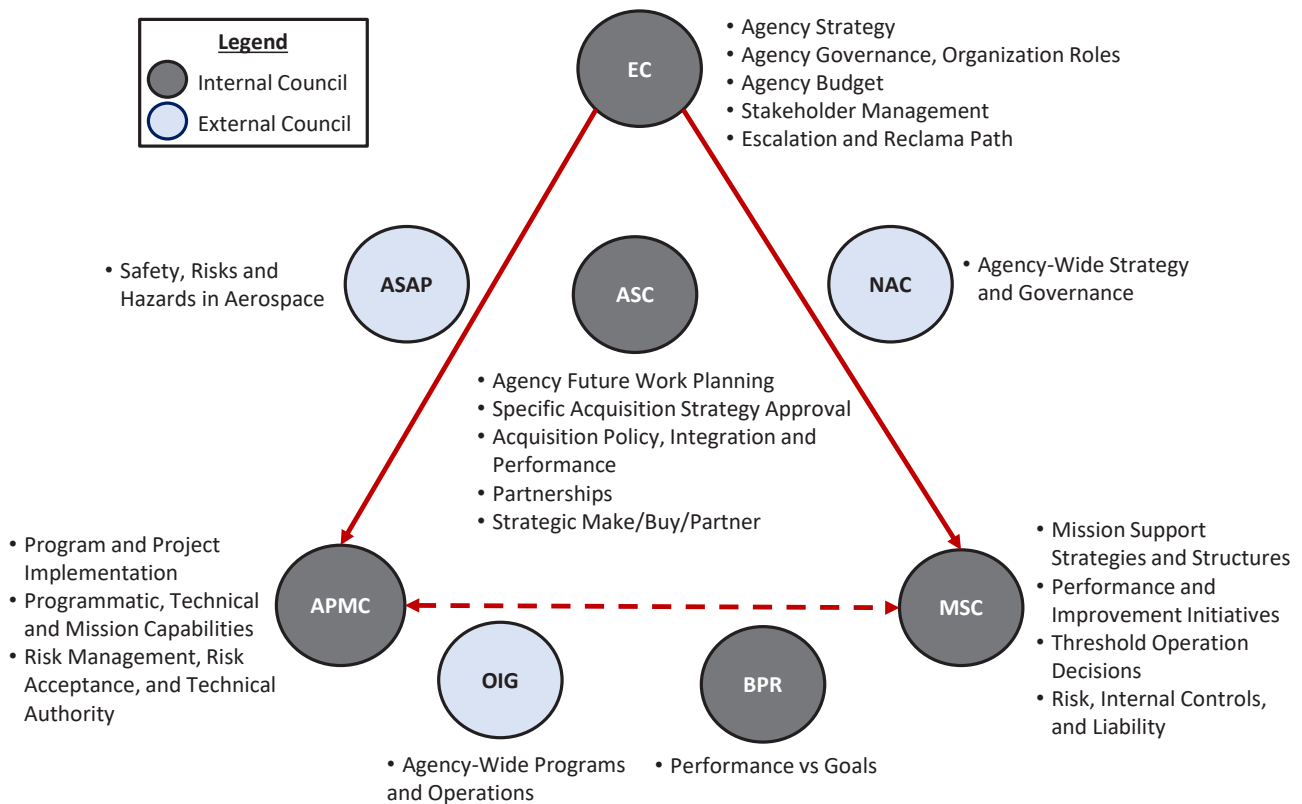 Legend
Internal Council
External Council
EC
• Agency Strategy
• Agency Governance, Organization Roles
• Agency Budget
• Stakeholder Management
• Escalation and Reclama Path
• Safety, Risks and
Hazards in Aerospace
ASAP
ASC
NAC
• Agency-Wide Strategy
and Governance
• Agency Future Work Planning
• Specific Acquisition Strategy Approval
• Acquisition Policy, Integration and
Performance
• Partnerships
• Strategic Make/Buy/Partner
• Program and Project
Implementation
• Programmatic, Technical
and Mission Capabilities
• Risk Management, Risk
Acceptance, and Technical
Authority
APMC
MSC
• Mission Support
Strategies and Structures
• Performance and
Improvement Initiatives
• Threshold Operation
Decisions
• Risk, Internal Controls,
and Liability
OIG
BPR
• Agency-Wide Programs
and Operations
• Performance vs Goals